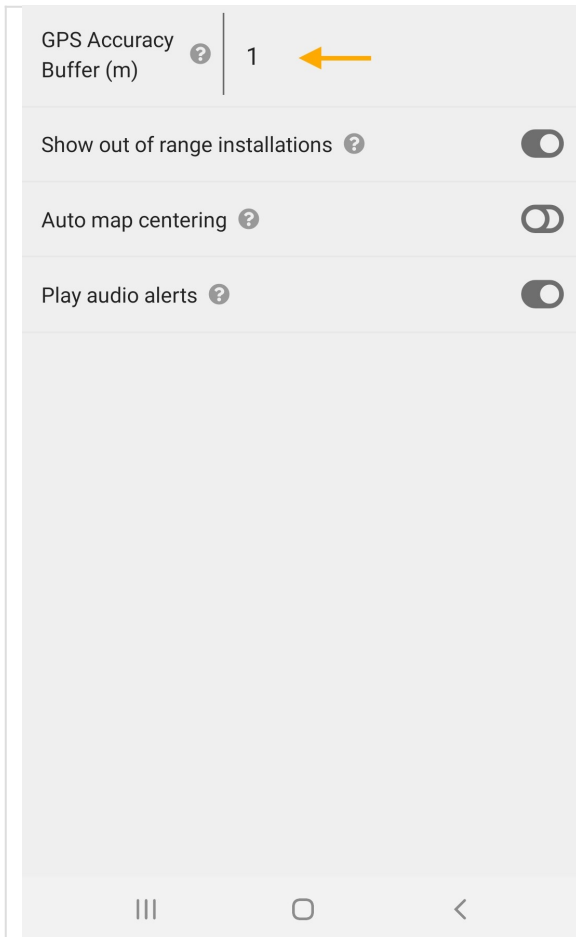 GPS Accuracy
Buffer (m)
1
Show out of range installations
Auto map centering
Play audio alerts